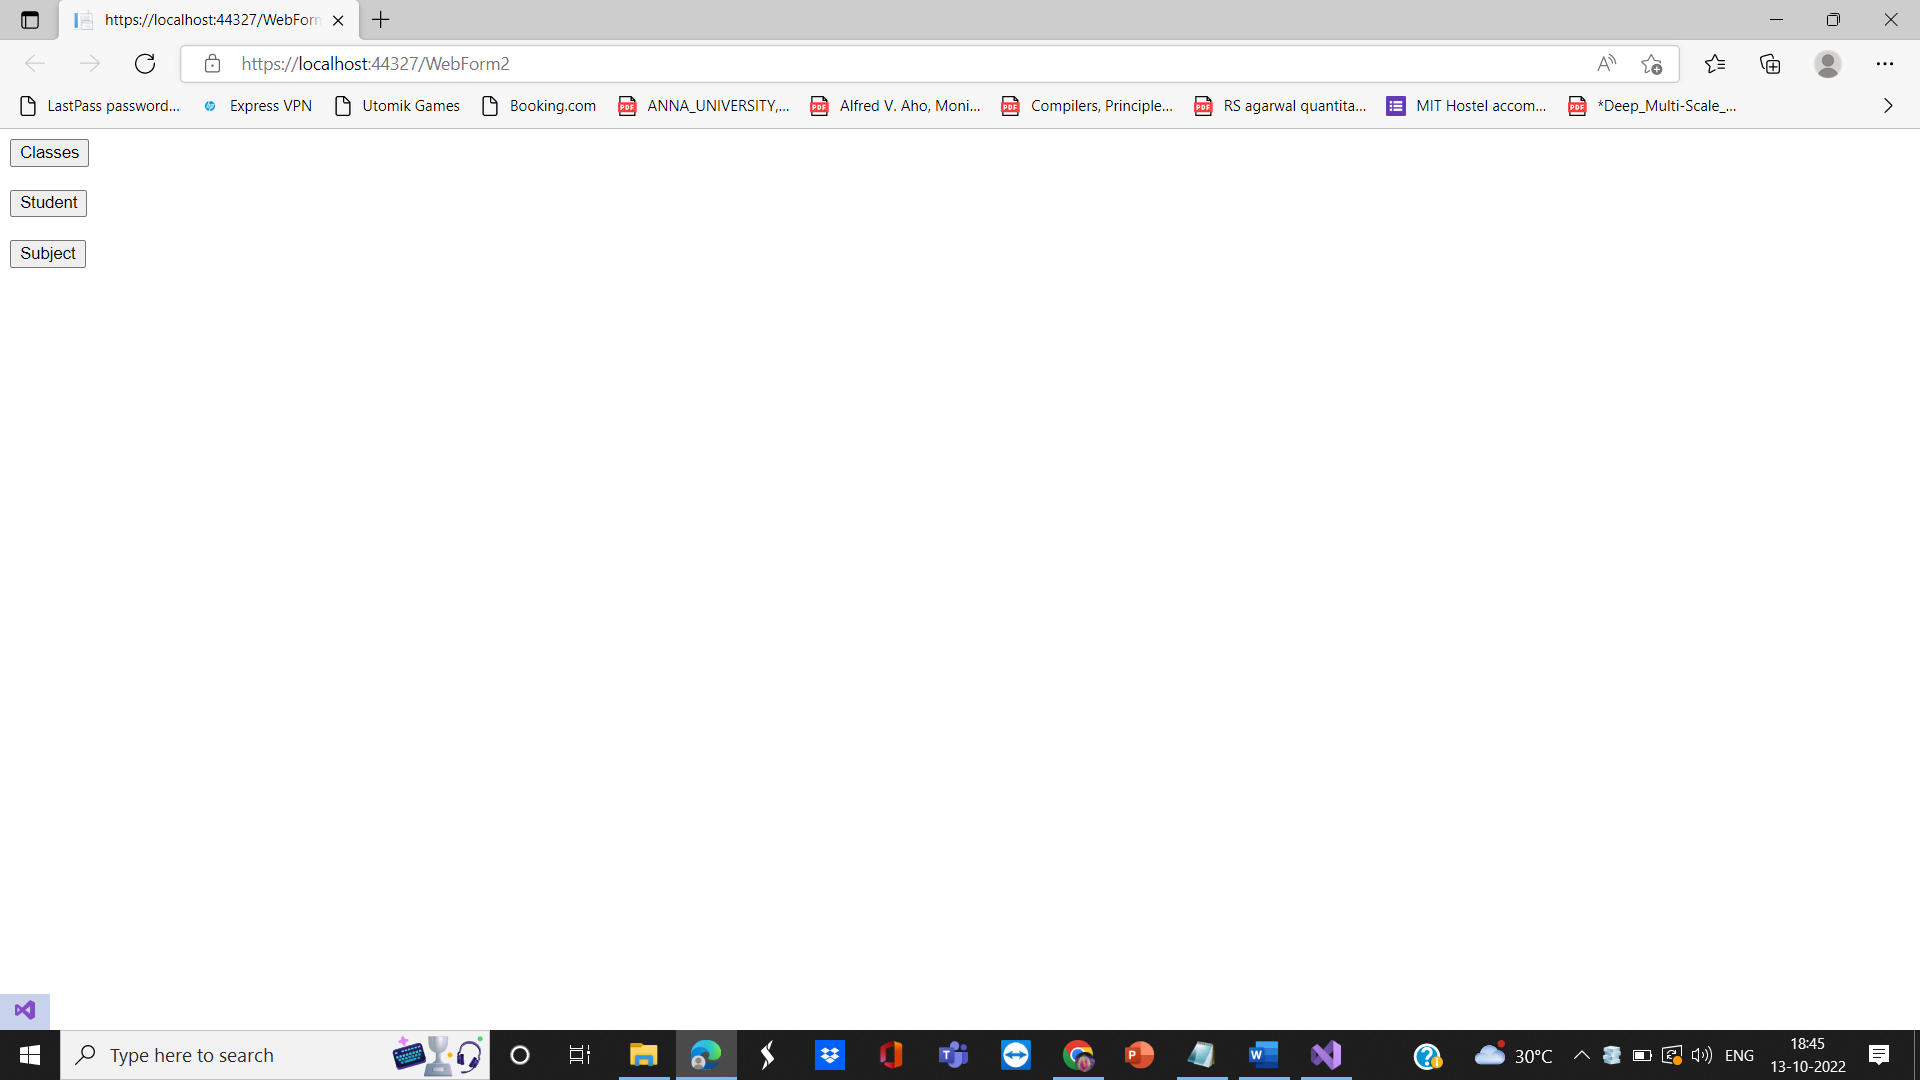 https://localhost:44327/WebForm
https://localhost:44327/WebForm2
LastPass password...
Express VPN
Utomik Games
Booking.com
ANNA_UNIVERSITY,...
Alfred V. Aho, Moni...
Compilers, Principle...
RS agarwal quantita...
MIT Hostel accom...
*Deep_Multi-Scale_...
Classes
Student
Subject
Type here to search
30°C
ENG
18:45
13-10-2022